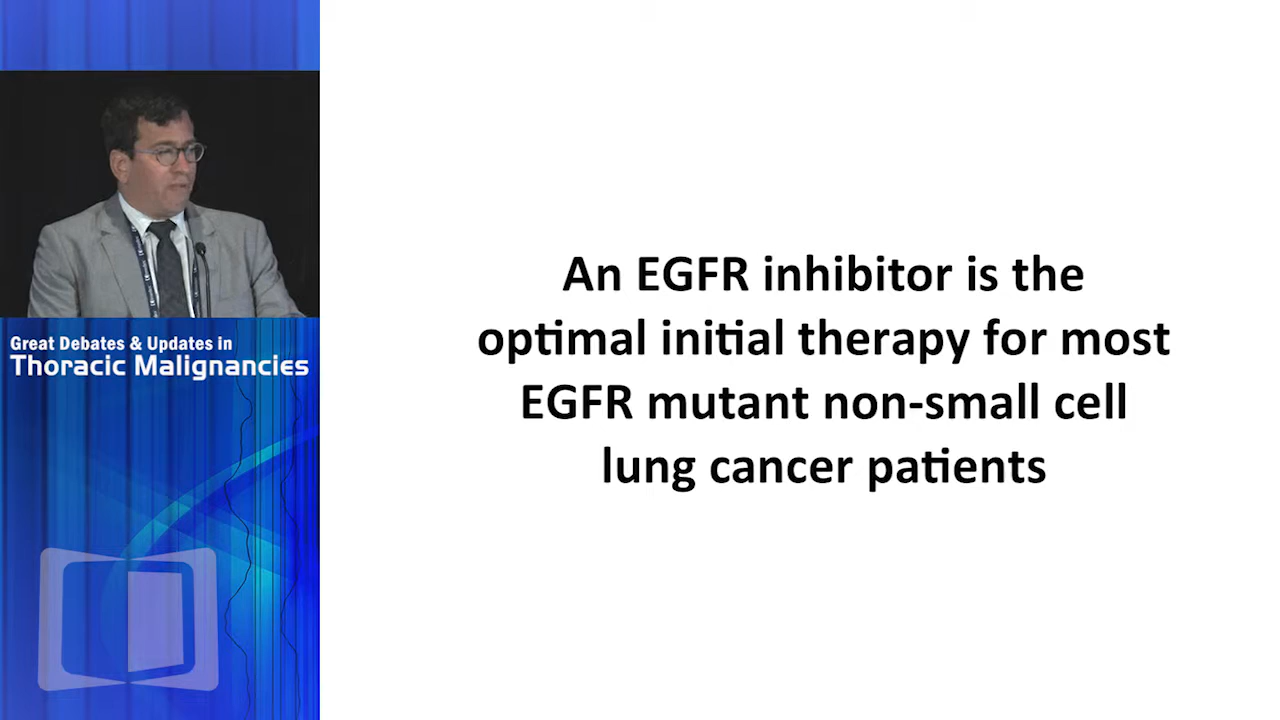 Great Debates & Updates in
Thoracic Malignancies
An EGFR inhibitor is the
optimal initial therapy for most
EGFR mutant non-small cell
lung cancer patients